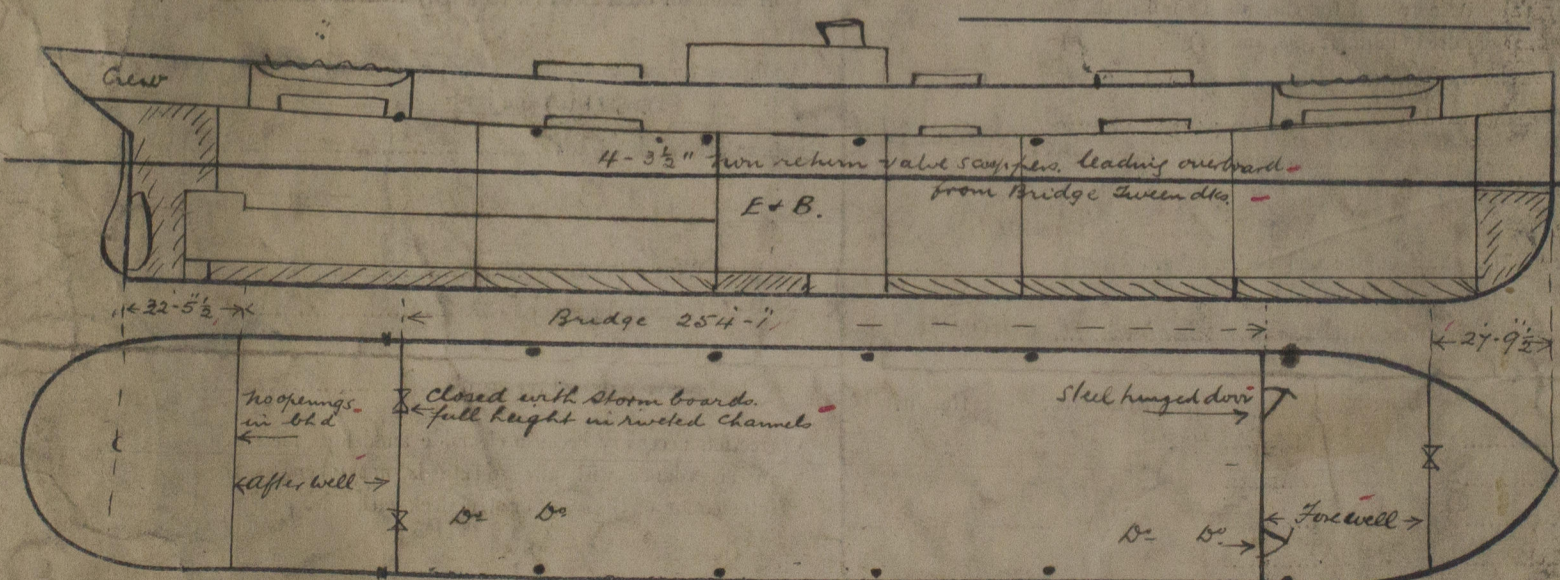 Crew
4 - 3½" non return valve scuppers. leading overboard
from Bridge Tween dks.
E & B.
22'-5½"
Bridge 254'-1"
27'-9½"
no openings
in bhd
Closed with Storm boards.
full height in riveted Channels
Steel hinged door
After well
Do Do
Do Do
Forewell